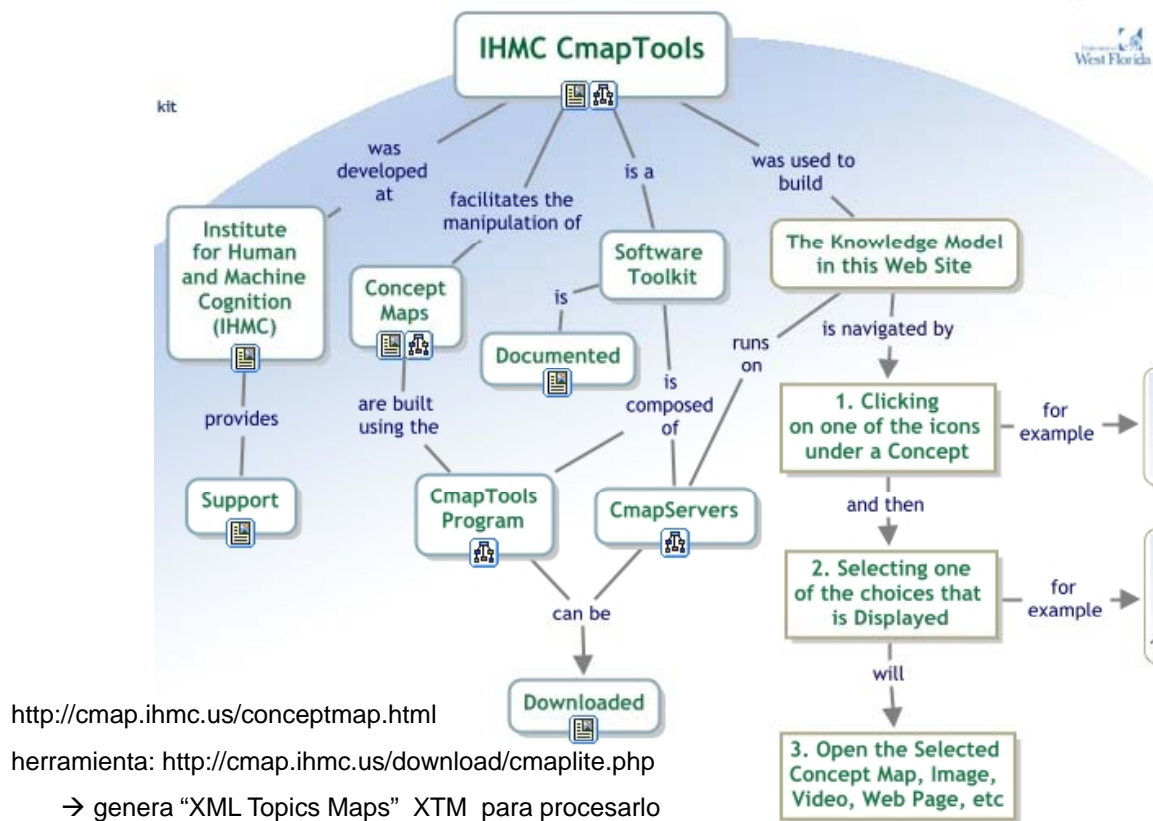 IHMC CmapTools
West Florida
kit
was
developed
at
facilitates the
manipulation of
is a
was used to
build
Institute
for Human
and Machine
Cognition
(IHMC)
Concept
Maps
Software
Toolkit
The Knowledge Model
in this Web Site
is
Documented
runs
on
is navigated by
provides
are built
using the
is
composed
of
1. Clicking
on one of the icons
under a Concept
for
example
Support
CmapTools
Program
CmapServers
and then
2. Selecting one
of the choices that
is Displayed
for
example
can be
will
Downloaded
3. Open the Selected
Concept Map, Image,
Video, Web Page, etc
http://cmap.ihmc.us/conceptmap.html
herramienta: http://cmap.ihmc.us/download/cmaplite.php
→ genera “XML Topics Maps” XTM para procesarlo